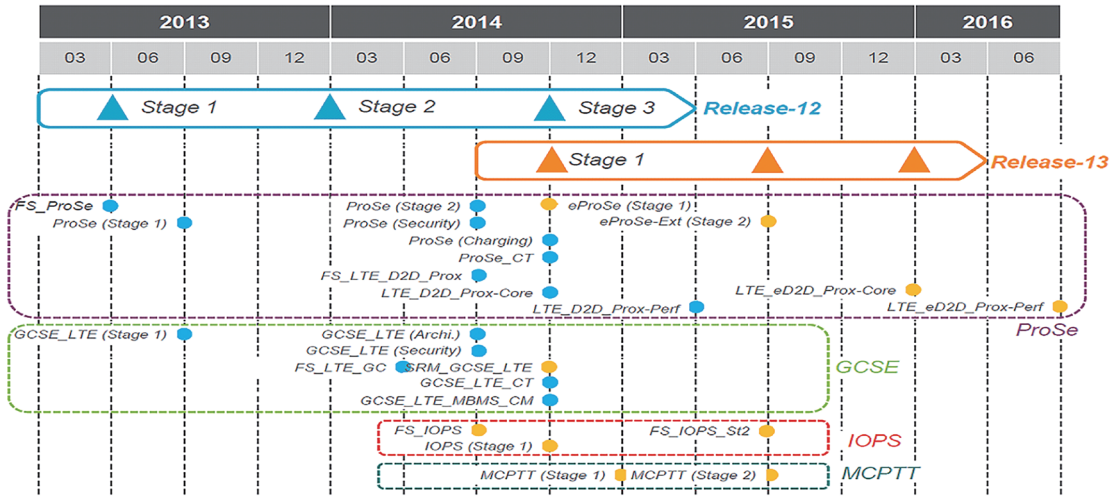 2013 2014 2015 2016
03 06 09 12 03 06 09 12 03 06 09 12 03 06
Stage 1 Stage 2 Stage 3 Release-12
Stage 1 Release-13
FS_ProSe ProSe (Stage 2) eProSe (Stage 1)
ProSe (Stage 1) ProSe (Security) eProSe-Ext (Stage 2)
ProSe (Charging)
ProSe_CT
FS_LTE_D2D_Prox
LTE_D2D_Prox-Core LTE_eD2D_Prox-Core
LTE_D2D_Prox-Perf LTE_eD2D_Prox-Perf
ProSe
GCSE_LTE (Stage 1) GCSE_LTE (Archi.)
GCSE_LTE (Security)
FS_LTE_GC SRM_GCSE_LTE GCSE
GCSE_LTE_CT
GCSE_LTE_MBMS_CM
FS_IOPS FS_IOPS_St2
IOPS (Stage 1) IOPS
MCPTT (Stage 1) MCPTT (Stage 2) MCPTT